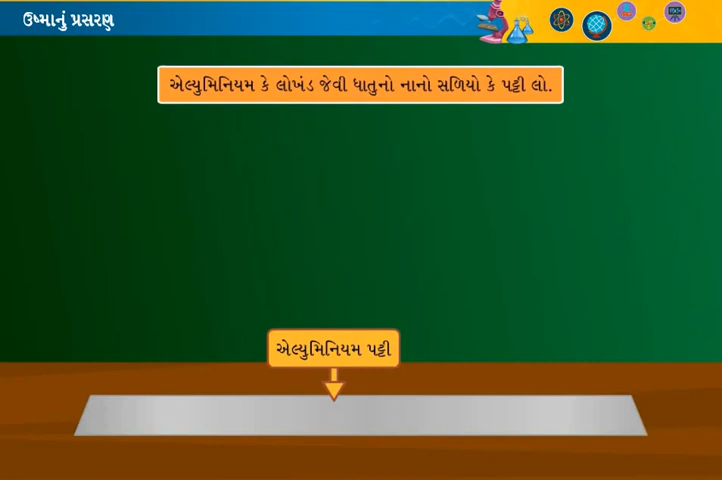 ઉષ્માનું પ્રસરણ
એલ્યુમિનિયમ કે લોખંડ જેવી ધાતુનો નાનો સળિયો કે પટ્ટી લો.
એલ્યુમિનિયમ પટ્ટી